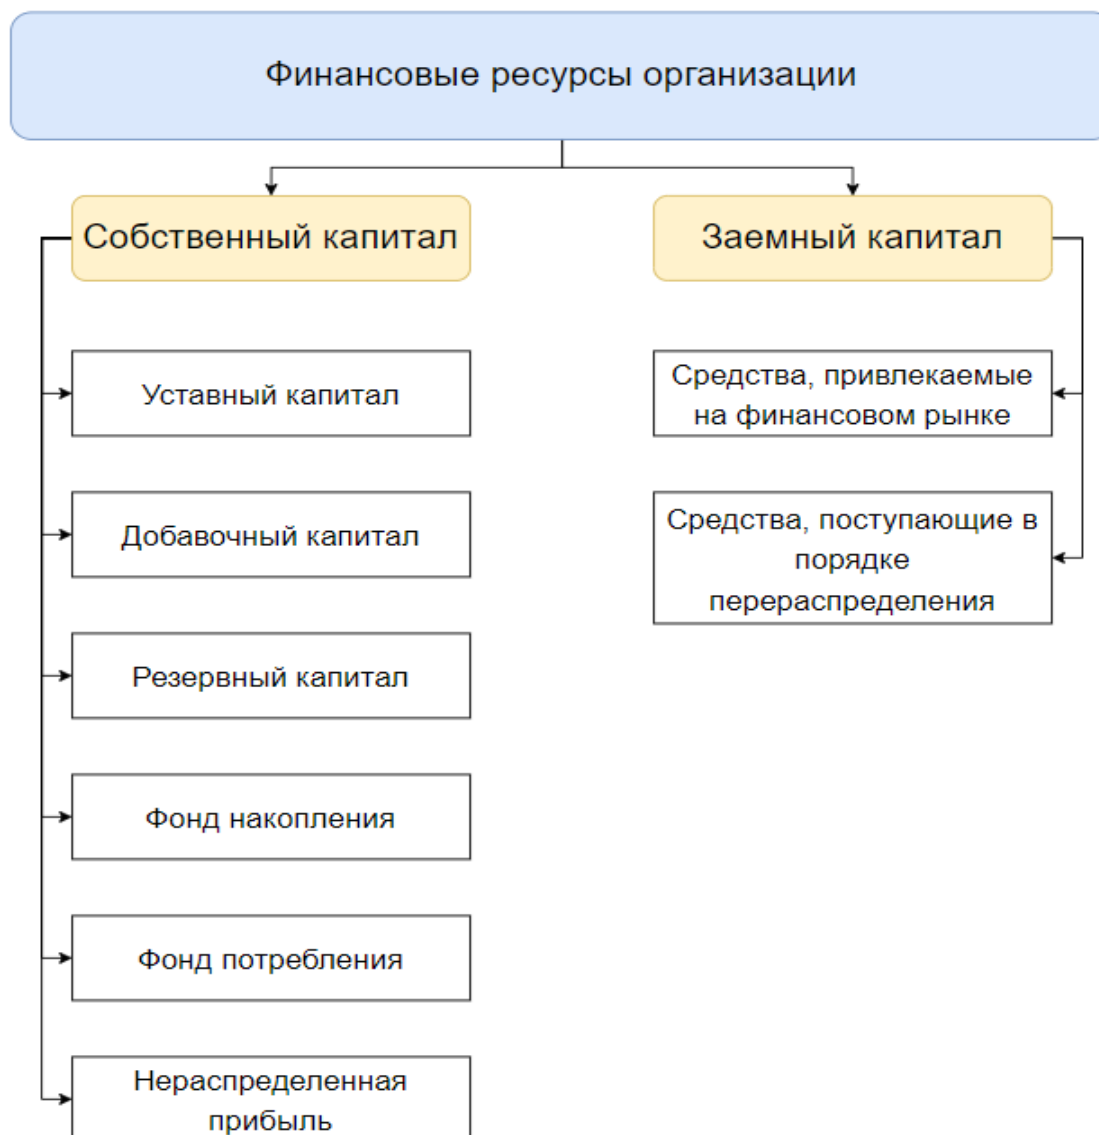 Финансовые ресурсы организации
Собственный капитал
Заемный капитал
Уставный капитал
Добавочный капитал
Резервный капитал
Фонд накопления
Фонд потребления
Нераспределенная
прибыль
Средства, привлекаемые
на финансовом рынке
Средства, поступающие в
порядке
перераспределения